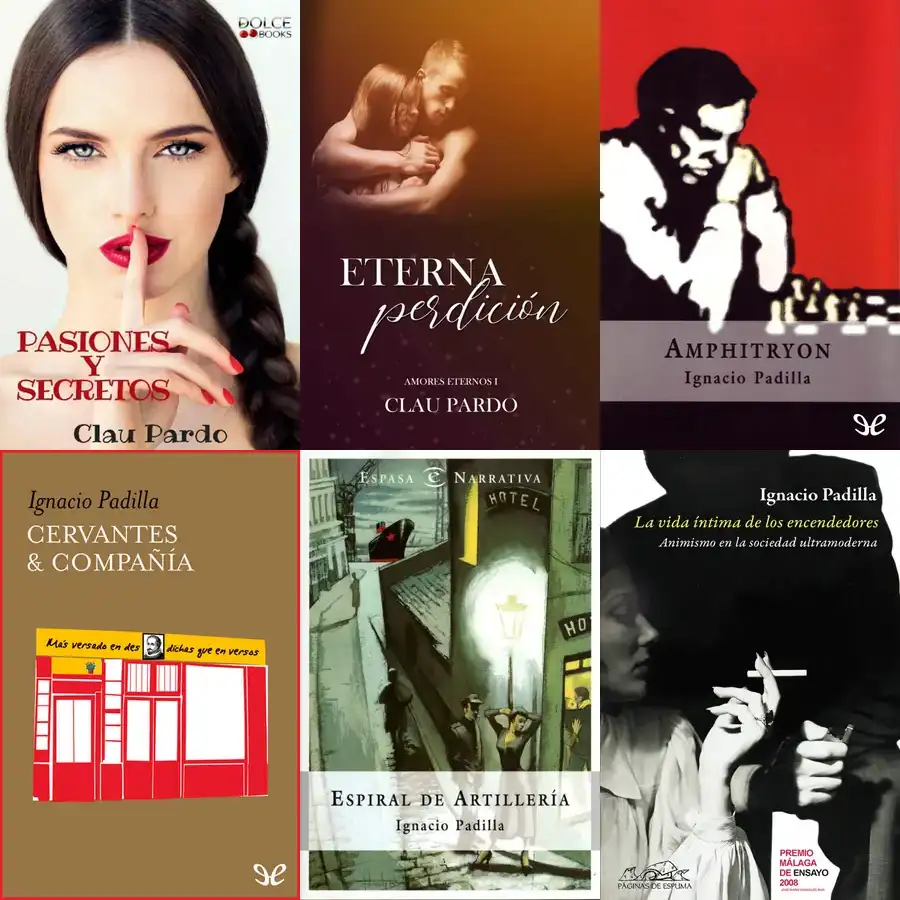 DOLCE
BOOKS
PASIONES
Y
SECRETOS
Clau Pardo
ETERNA
perdición
AMORES ETERNOS I
CLAU PARDO
AMPHITRYON
Ignacio Padilla
Ignacio Padilla
CERVANTES
& COMPAÑÍA
Más versado en des dichas que en versos
ESPASA NARRATIVA
HOTEL
HO
ESPIRAL DE ARTILLERÍA
Ignacio Padilla
Ignacio Padilla
La vida íntima de los encendedores
Animismo en la sociedad ultramoderna
PÁGINAS DE ESPUMA
PREMIO
MÁLAGA
DE ENSAYO
2008